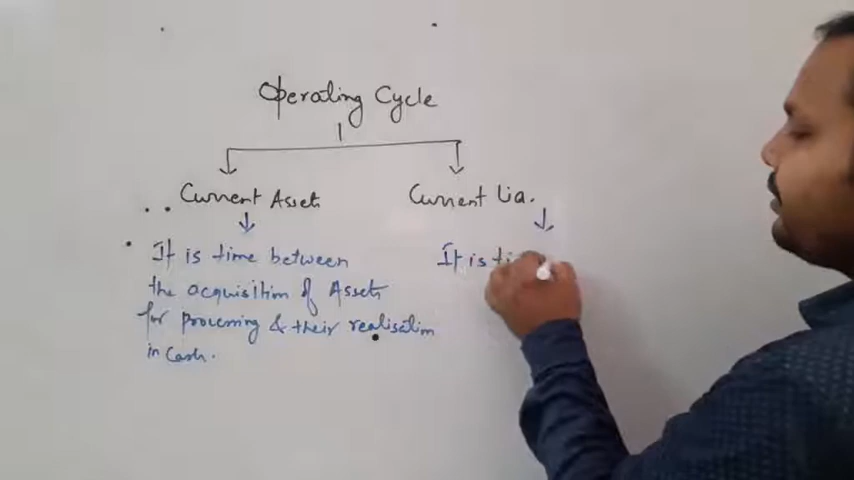 Operating Cycle
Current Asset
Current Lia.
It is time between
the acquisition of Assets
for processing & their realisation
in Cash.
It is ti